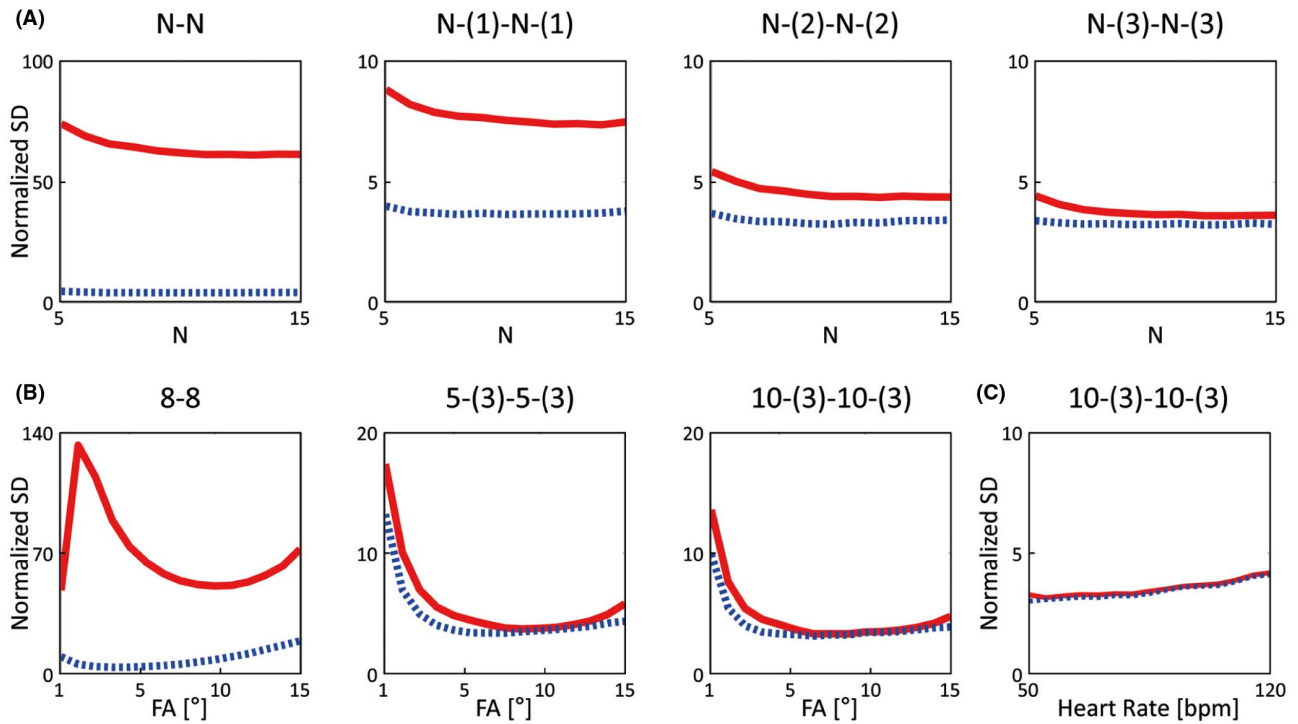 (A)
N-N
N-(1)-N-(1)
N-(2)-N-(2)
N-(3)-N-(3)
Normalized SD
100
50
0
5
15
N
10
5
0
5
15
N
10
5
0
5
15
N
10
5
0
5
15
N
(B)
8-8
5-(3)-5-(3)
10-(3)-10-(3)
Normalized SD
140
70
0
1
5
10
15
FA [°]
20
10
0
1
5
10
15
FA [°]
20
10
0
1
5
10
15
FA [°]
(C)
10-(3)-10-(3)
Normalized SD
10
5
0
50
120
Heart Rate [bpm]